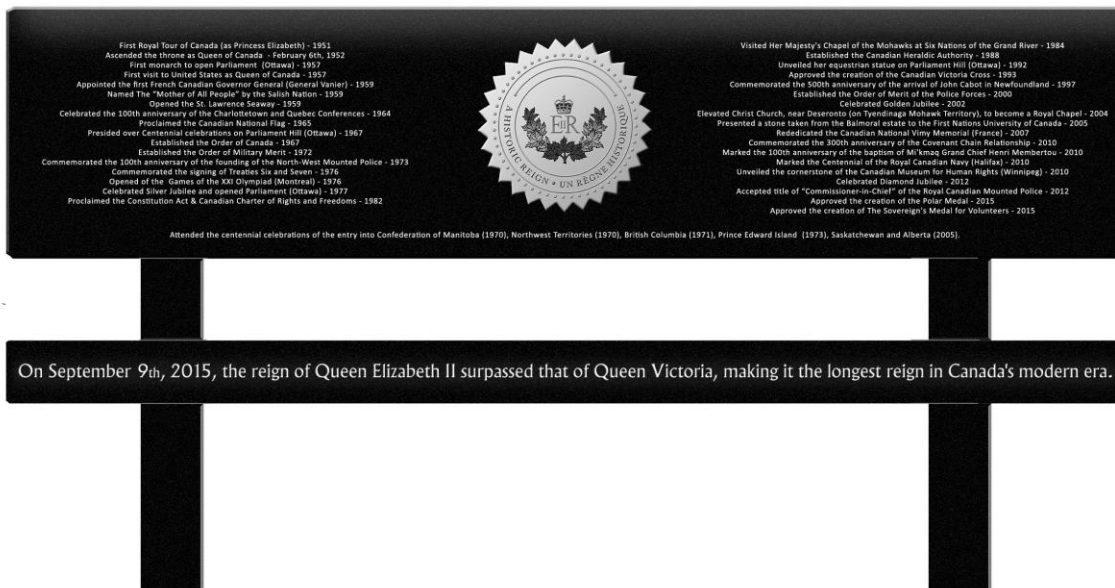 First Royal Tour of Canada (as Princess Elizabeth) - 1951
Ascended the throne as Queen of Canada - February 6th, 1952
First monarch to open Parliament (Ottawa) - 1957
First visit to United States as Queen of Canada - 1957
Appointed the first French Canadian Governor General (General Vanier) - 1959
Named The "Mother of All People" by the Salish Nation - 1959
Opened the St. Lawrence Seaway - 1959
Celebrated the 100th anniversary of the Charlottetown and Quebec Conferences - 1964
Proclaimed the Canadian National Flag - 1965
Presided over Centennial celebrations on Parliament Hill (Ottawa) - 1967
Established the Order of Canada - 1967
Established the Order of Military Merit - 1972
Commemorated the 100th anniversary of the founding of the North-West Mounted Police - 1973
Commemorated the signing of Treaties Six and Seven - 1976
Opened of the Games of the XXI Olympiad (Montreal) - 1976
Celebrated Silver Jubilee and opened Parliament (Ottawa) - 1977
Proclaimed the Constitution Act & Canadian Charter of Rights and Freedoms - 1982
A HISTORIC REIGN • UN RÈGNE HISTORIQUE
EIIR
Visited Her Majesty's Chapel of the Mohawks at Six Nations of the Grand River - 1984
Established the Canadian Heraldic Authority - 1988
Unveiled her equestrian statue on Parliament Hill (Ottawa) - 1992
Approved the creation of the Canadian Victoria Cross - 1993
Commemorated the 500th anniversary of the arrival of John Cabot in Newfoundland - 1997
Established the Order of Merit of the Police Forces - 2000
Celebrated Golden Jubilee - 2002
Elevated Christ Church, near Deseronto (on Tyendinaga Mohawk Territory), to become a Royal Chapel - 2004
Presented a stone taken from the Balmoral estate to the First Nations University of Canada - 2005
Rededicated the Canadian National Vimy Memorial (France) - 2007
Commemorated the 300th anniversary of the Covenant Chain Relationship - 2010
Marked the 100th anniversary of the baptism of Mi'kmaq Grand Chief Henri Membertou - 2010
Marked the Centennial of the Royal Canadian Navy (Halifax) - 2010
Unveiled the cornerstone of the Canadian Museum for Human Rights (Winnipeg) - 2010
Celebrated Diamond Jubilee - 2012
Accepted title of "Commissioner-in-Chief" of the Royal Canadian Mounted Police - 2012
Approved the creation of the Polar Medal - 2015
Approved the creation of The Sovereign's Medal for Volunteers - 2015
Attended the centennial celebrations of the entry into Confederation of Manitoba (1970), Northwest Territories (1970), British Columbia (1971), Prince Edward Island (1973), Saskatchewan and Alberta (2005).
On September 9th, 2015, the reign of Queen Elizabeth II surpassed that of Queen Victoria, making it the longest reign in Canada's modern era.